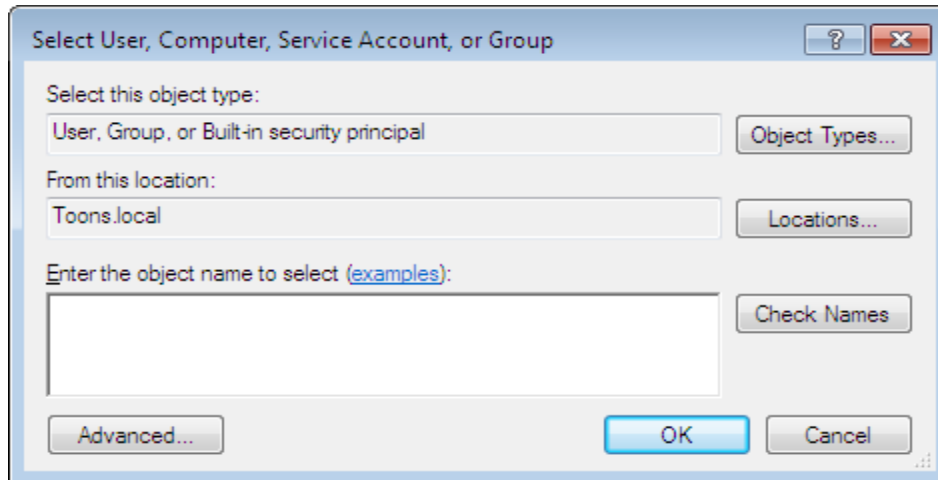 Select User, Computer, Service Account, or Group
Select this object type:
User, Group, or Built-in security principal
Object Types...
From this location:
Toons.local
Locations...
Enter the object name to select (examples):
Check Names
Advanced...
OK
Cancel